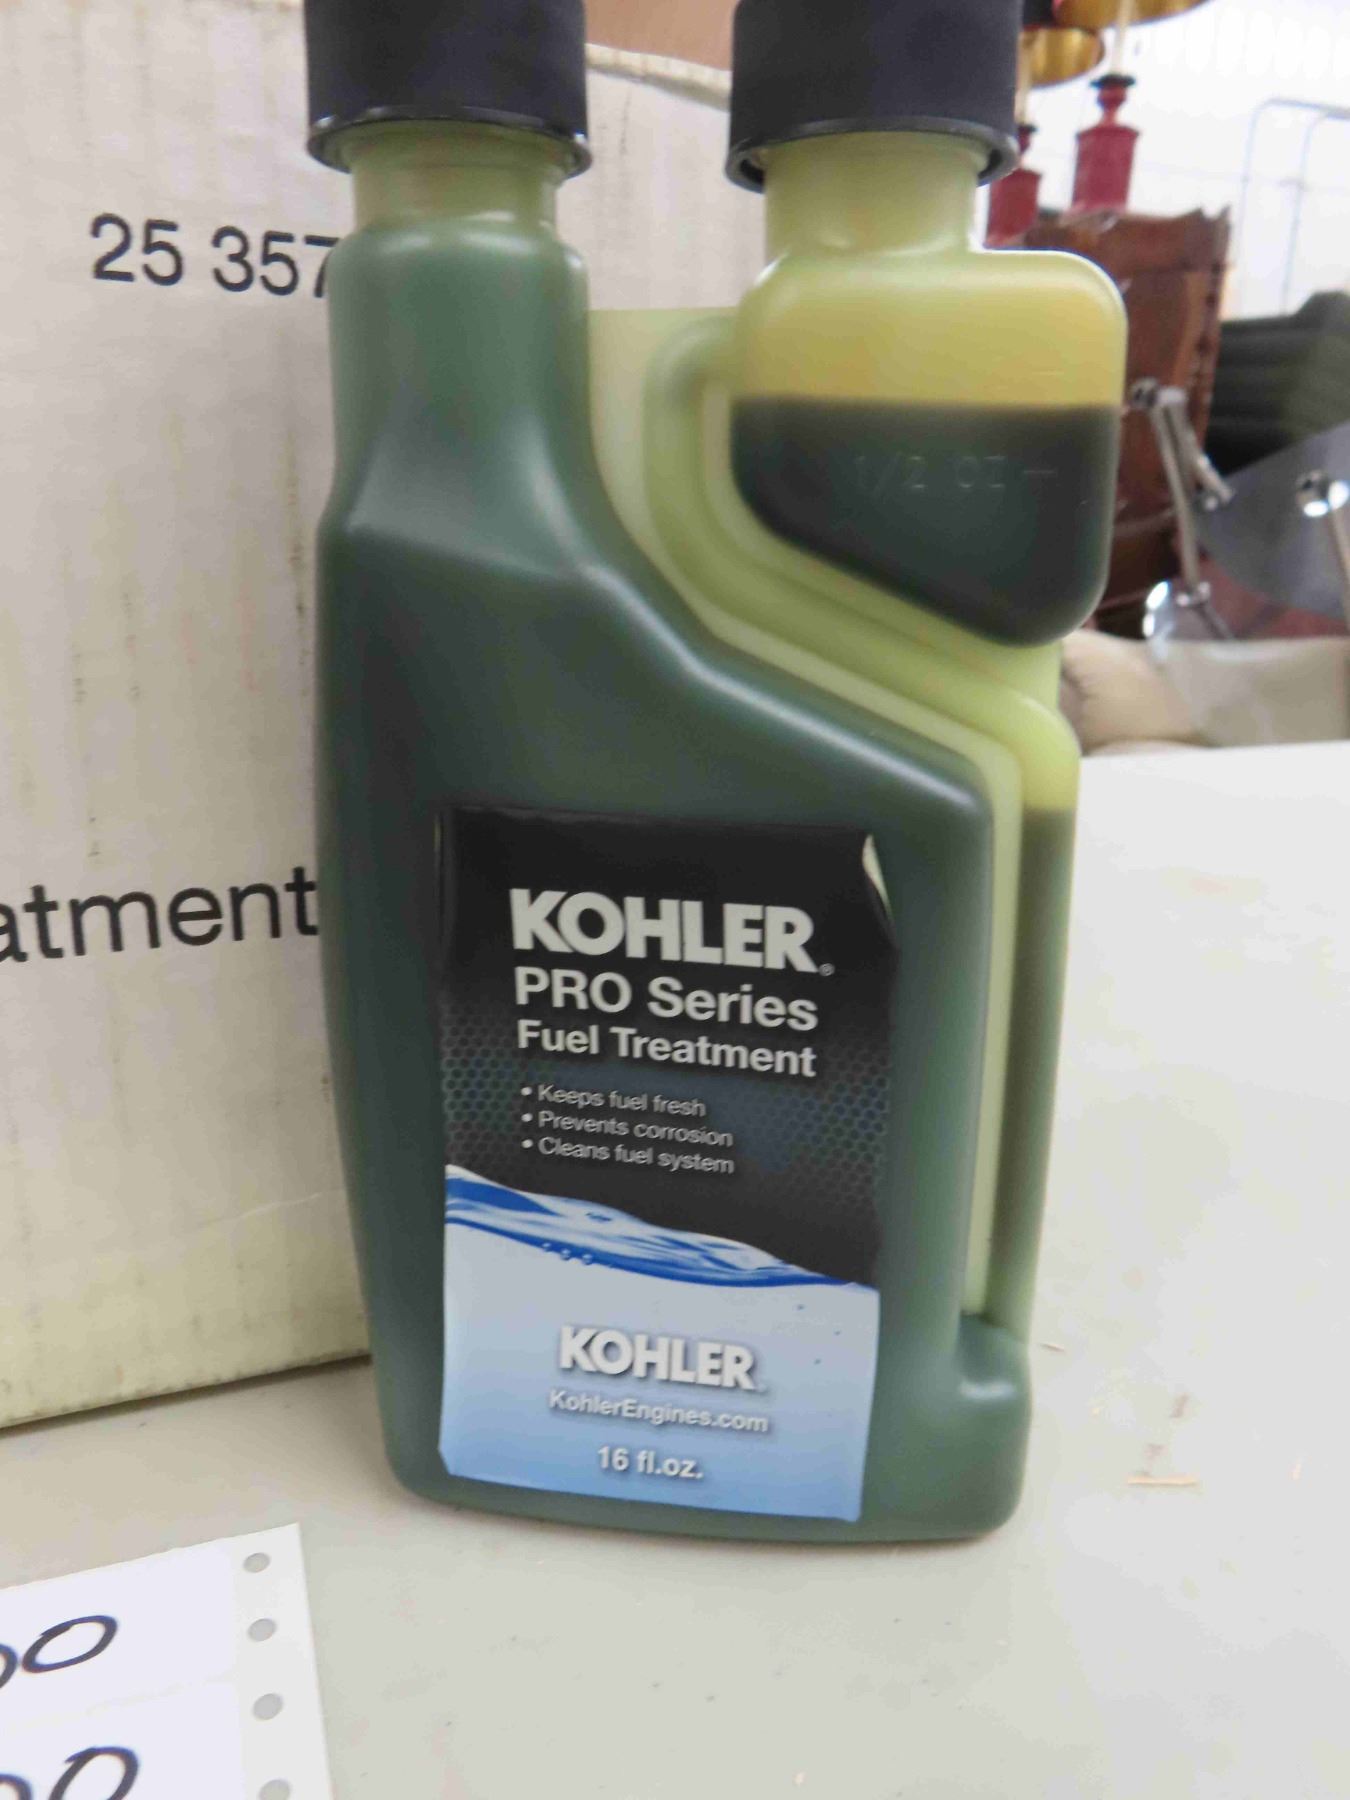 25 357
atment
1/2 OZ
KOHLER®
PRO Series
Fuel Treatment
• Keeps fuel fresh
• Prevents corrosion
• Cleans fuel system
KOHLER
KohlerEngines.com
16 fl.oz.